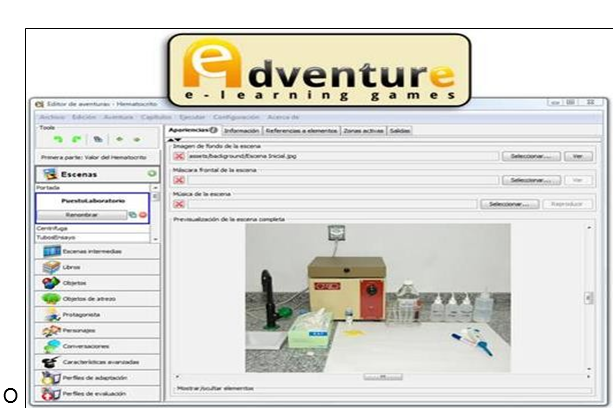 eAdventure
e-learning games
Editor de aventuras - Hematocrito
Archivo Edición Aventura Capítulos Ejecutar Configuración Acerca de
Tools
Primera parte: Valor del Hematocrito
Escenas
Portada
PuestoLaboratorio
Renombrar
Centrifuga
TubosEnsayo
Escenas intermedias
Libros
Objetos
Objetos de atrezo
Protagonista
Personajes
Conversaciones
Características avanzadas
Perfiles de adaptación
Perfiles de evaluación
Apariencias Información Referencias a elementos Zonas activas Salidas
Imagen de fondo de la escena
assets/background/Escena Inicial.jpg Seleccionar... Ver
Máscara frontal de la escena
Seleccionar... Ver
Música de la escena
Seleccionar... Reproducir
Previsualización de la escena completa
Mostrar/ocultar elementos
O